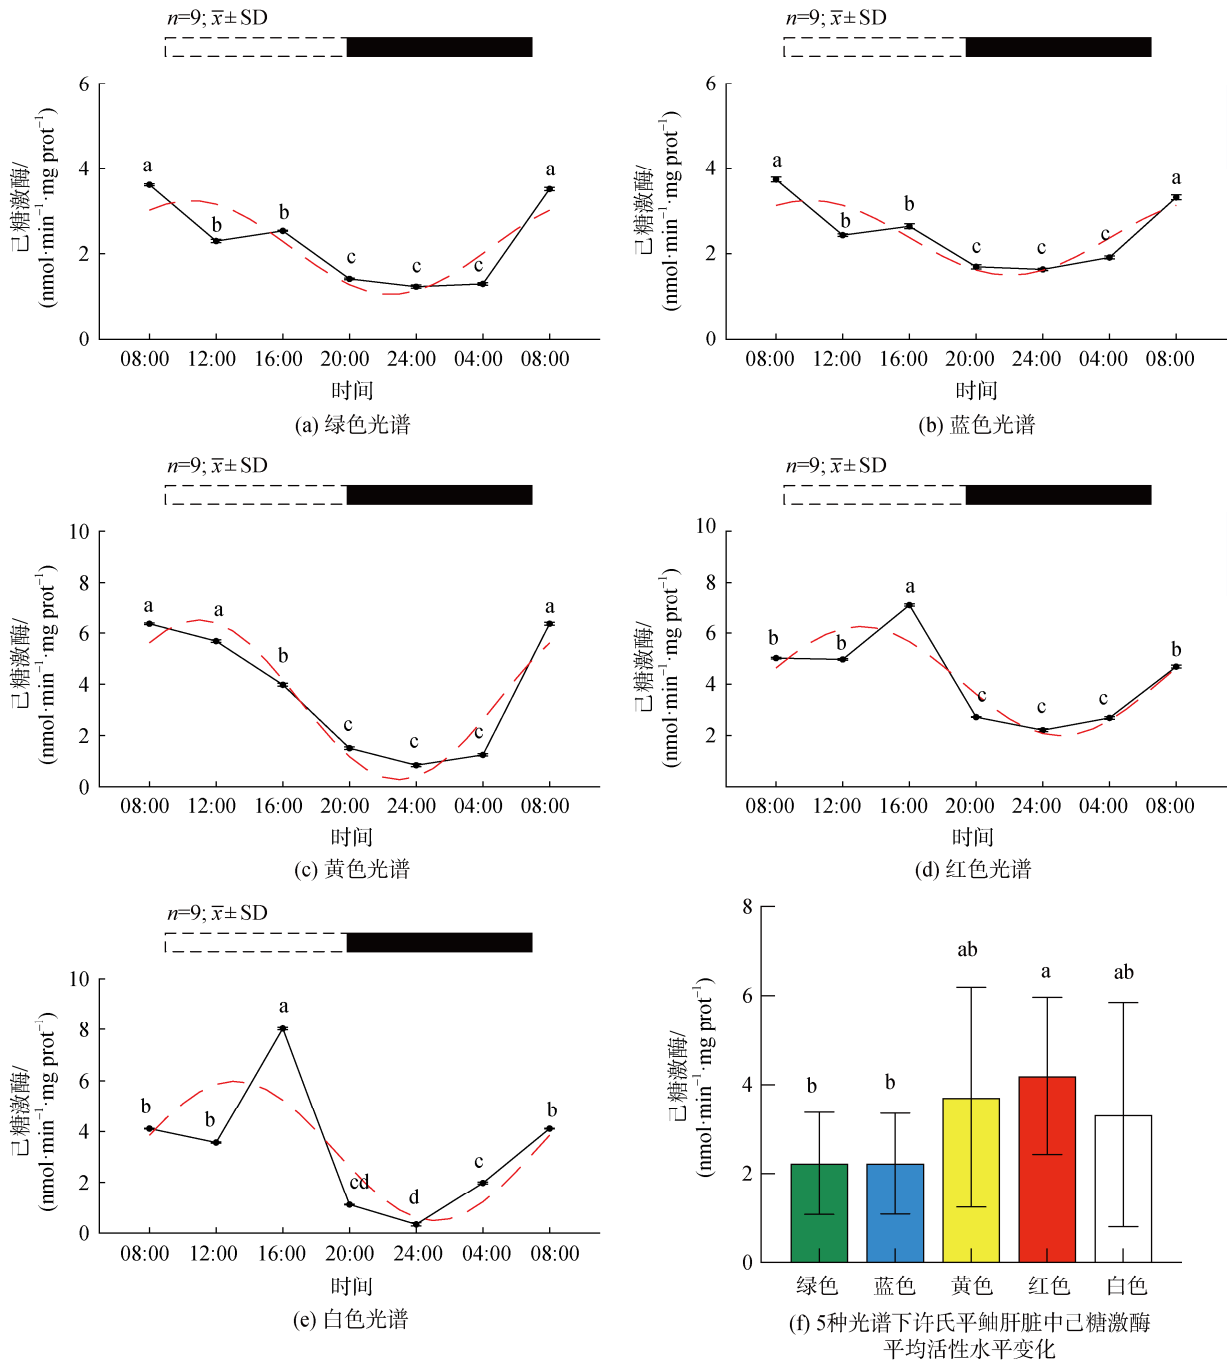 n=9; x̅±SD
己糖激酶/
(nmol·min⁻¹·mg prot⁻¹)
6
4
2
0
a
b
b
c
c
c
a
08:00 12:00 16:00 20:00 24:00 04:00 08:00
时间
(a) 绿色光谱
n=9; x̅±SD
己糖激酶/
(nmol·min⁻¹·mg prot⁻¹)
6
4
2
0
a
b
b
c
c
c
a
08:00 12:00 16:00 20:00 24:00 04:00 08:00
时间
(b) 蓝色光谱
n=9; x̅±SD
己糖激酶/
(nmol·min⁻¹·mg prot⁻¹)
10
8
6
4
2
0
a
a
b
c
c
c
a
08:00 12:00 16:00 20:00 24:00 04:00 08:00
时间
(c) 黄色光谱
n=9; x̅±SD
己糖激酶/
(nmol·min⁻¹·mg prot⁻¹)
10
8
6
4
2
b
b
a
c
c
c
b
08:00 12:00 16:00 20:00 24:00 04:00 08:00
时间
(d) 红色光谱
n=9; x̅±SD
己糖激酶/
(nmol·min⁻¹·mg prot⁻¹)
10
8
6
4
2
0
b
b
a
cd
d
c
b
08:00 12:00 16:00 20:00 24:00 04:00 08:00
时间
(e) 白色光谱
己糖激酶/
(nmol·min⁻¹·mg prot⁻¹)
8
6
4
2
0
b
b
ab
a
ab
绿色 蓝色 黄色 红色 白色
(f) 5种光谱下许氏平鲉肝脏中己糖激酶
平均活性水平变化